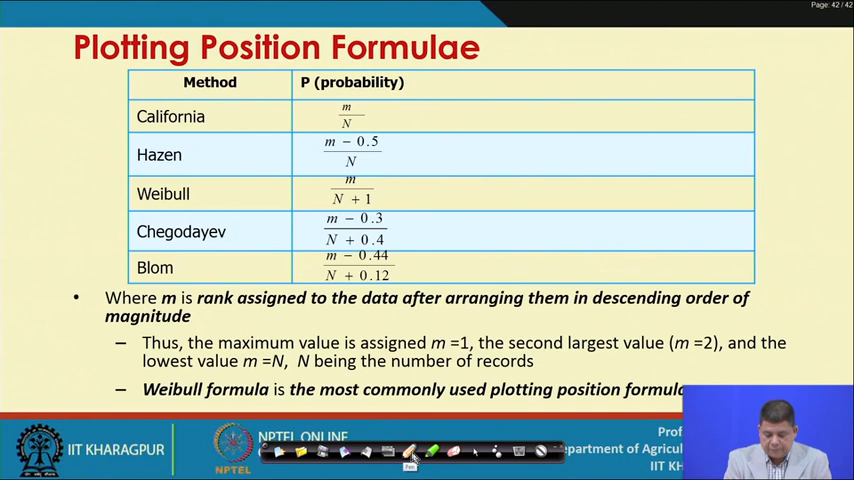 Page: 42 / 42
Plotting Position Formulae
Method P (probability)
California m/N
Hazen (m − 0.5)/N
Weibull m/(N + 1)
Chegodayev (m − 0.3)/(N + 0.4)
Blom (m − 0.44)/(N + 0.12)
• Where m is rank assigned to the data after arranging them in descending order of
magnitude
– Thus, the maximum value is assigned m =1, the second largest value (m =2), and the
lowest value m =N, N being the number of records
– Weibull formula is the most commonly used plotting position formula
IIT KHARAGPUR
NPTEL
NPTEL ONLINE
Pen
Prof
epartment of Agricul
IIT KH